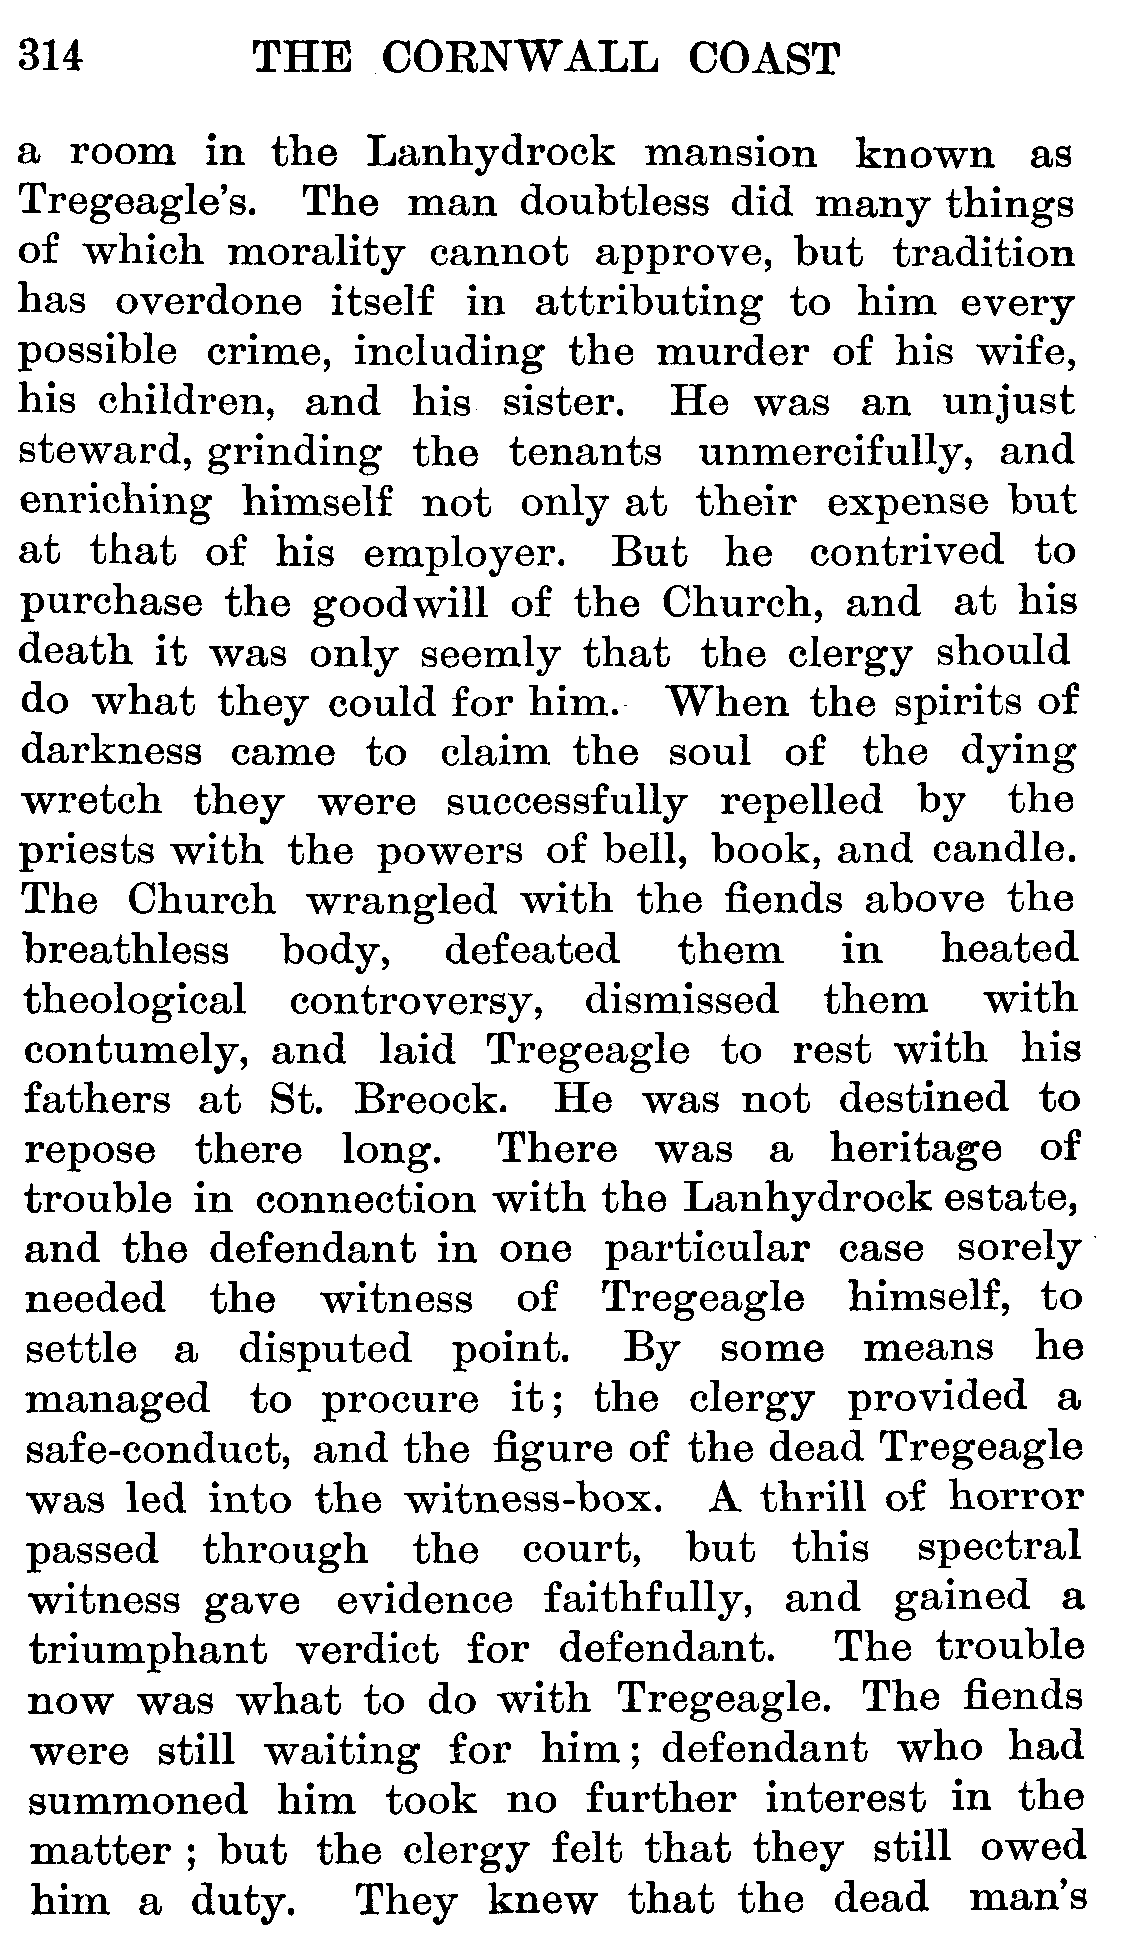 314 THE CORNWALL COAST
a room in the Lanhydrock mansion known as
Tregeagle's. The man doubtless did many things
of which morality cannot approve, but tradition
has overdone itself in attributing to him every
possible crime, including the murder of his wife,
his children, and his sister. He was an unjust
steward, grinding the tenants unmercifully, and
enriching himself not only at their expense but
at that of his employer. But he contrived to
purchase the goodwill of the Church, and at his
death it was only seemly that the clergy should
do what they could for him. When the spirits of
darkness came to claim the soul of the dying
wretch they were successfully repelled by the
priests with the powers of bell, book, and candle.
The Church wrangled with the fiends above the
breathless body, defeated them in heated
theological controversy, dismissed them with
contumely, and laid Tregeagle to rest with his
fathers at St. Breock. He was not destined to
repose there long. There was a heritage of
trouble in connection with the Lanhydrock estate,
and the defendant in one particular case sorely
needed the witness of Tregeagle himself, to
settle a disputed point. By some means he
managed to procure it; the clergy provided a
safe-conduct, and the figure of the dead Tregeagle
was led into the witness-box. A thrill of horror
passed through the court, but this spectral
witness gave evidence faithfully, and gained a
triumphant verdict for defendant. The trouble
now was what to do with Tregeagle. The fiends
were still waiting for him; defendant who had
summoned him took no further interest in the
matter ; but the clergy felt that they still owed
him a duty. They knew that the dead man's